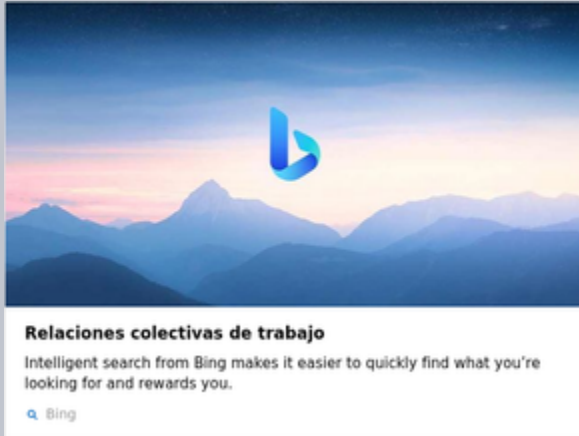 Relaciones colectivas de trabajo
Intelligent search from Bing makes it easier to quickly find what you’re
looking for and rewards you.
Bing